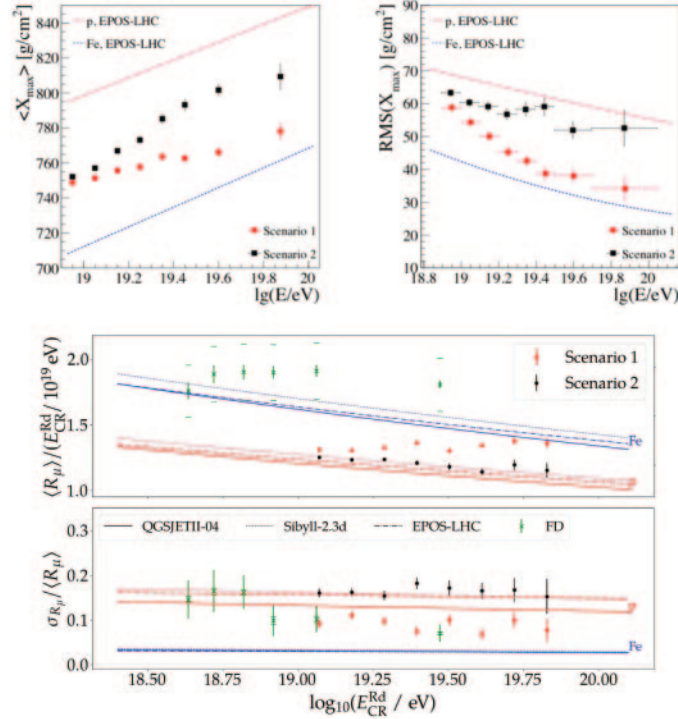 <X_max> [g/cm²]
840
820
800
780
760
740
720
700
p, EPOS-LHC
Fe, EPOS-LHC
Scenario 1
Scenario 2
19 19.2 19.4 19.6 19.8 20
lg(E/eV)
RMS(X_max) [g/cm²]
90
80
70
60
50
40
30
20
10
p, EPOS-LHC
Fe, EPOS-LHC
Scenario 1
Scenario 2
18.8 19 19.2 19.4 19.6 19.8 20
lg(E/eV)
⟨R_μ⟩/(E_CR^Rd / 10^19 eV)
2.0
1.5
1.0
Scenario 1
Scenario 2
Fe
p
σ_Rμ/⟨R_μ⟩
0.3
0.2
0.1
0.0
QGSJETII-04 Sibyll-2.3d EPOS-LHC FD
p
Fe
18.50 18.75 19.00 19.25 19.50 19.75 20.00
log₁₀(E_CR^Rd / eV)